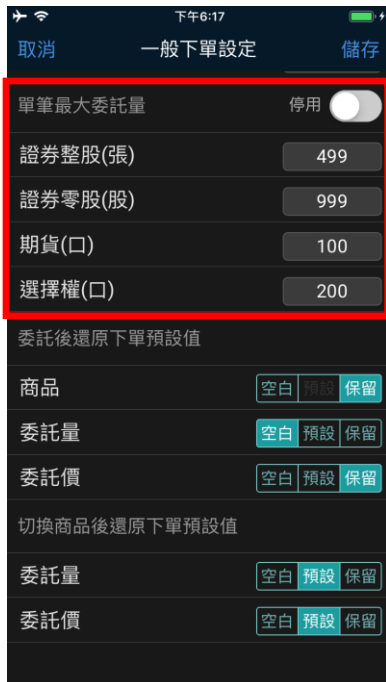 下午6:17
取消 一般下單設定 儲存
單筆最大委託量 停用
證券整股(張) 499
證券零股(股) 999
期貨(口) 100
選擇權(口) 200
委託後還原下單預設值
商品 空白 預設 保留
委託量 空白 預設 保留
委託價 空白 預設 保留
切換商品後還原下單預設值
委託量 空白 預設 保留
委託價 空白 預設 保留